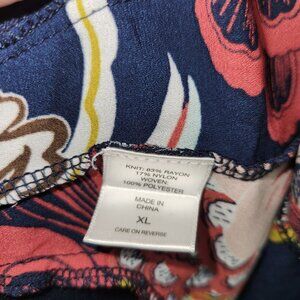 KNIT: 83% RAYON
17% NYLON
WOVEN:
100% POLYESTER
MADE IN
CHINA
XL
CARE ON REVERSE